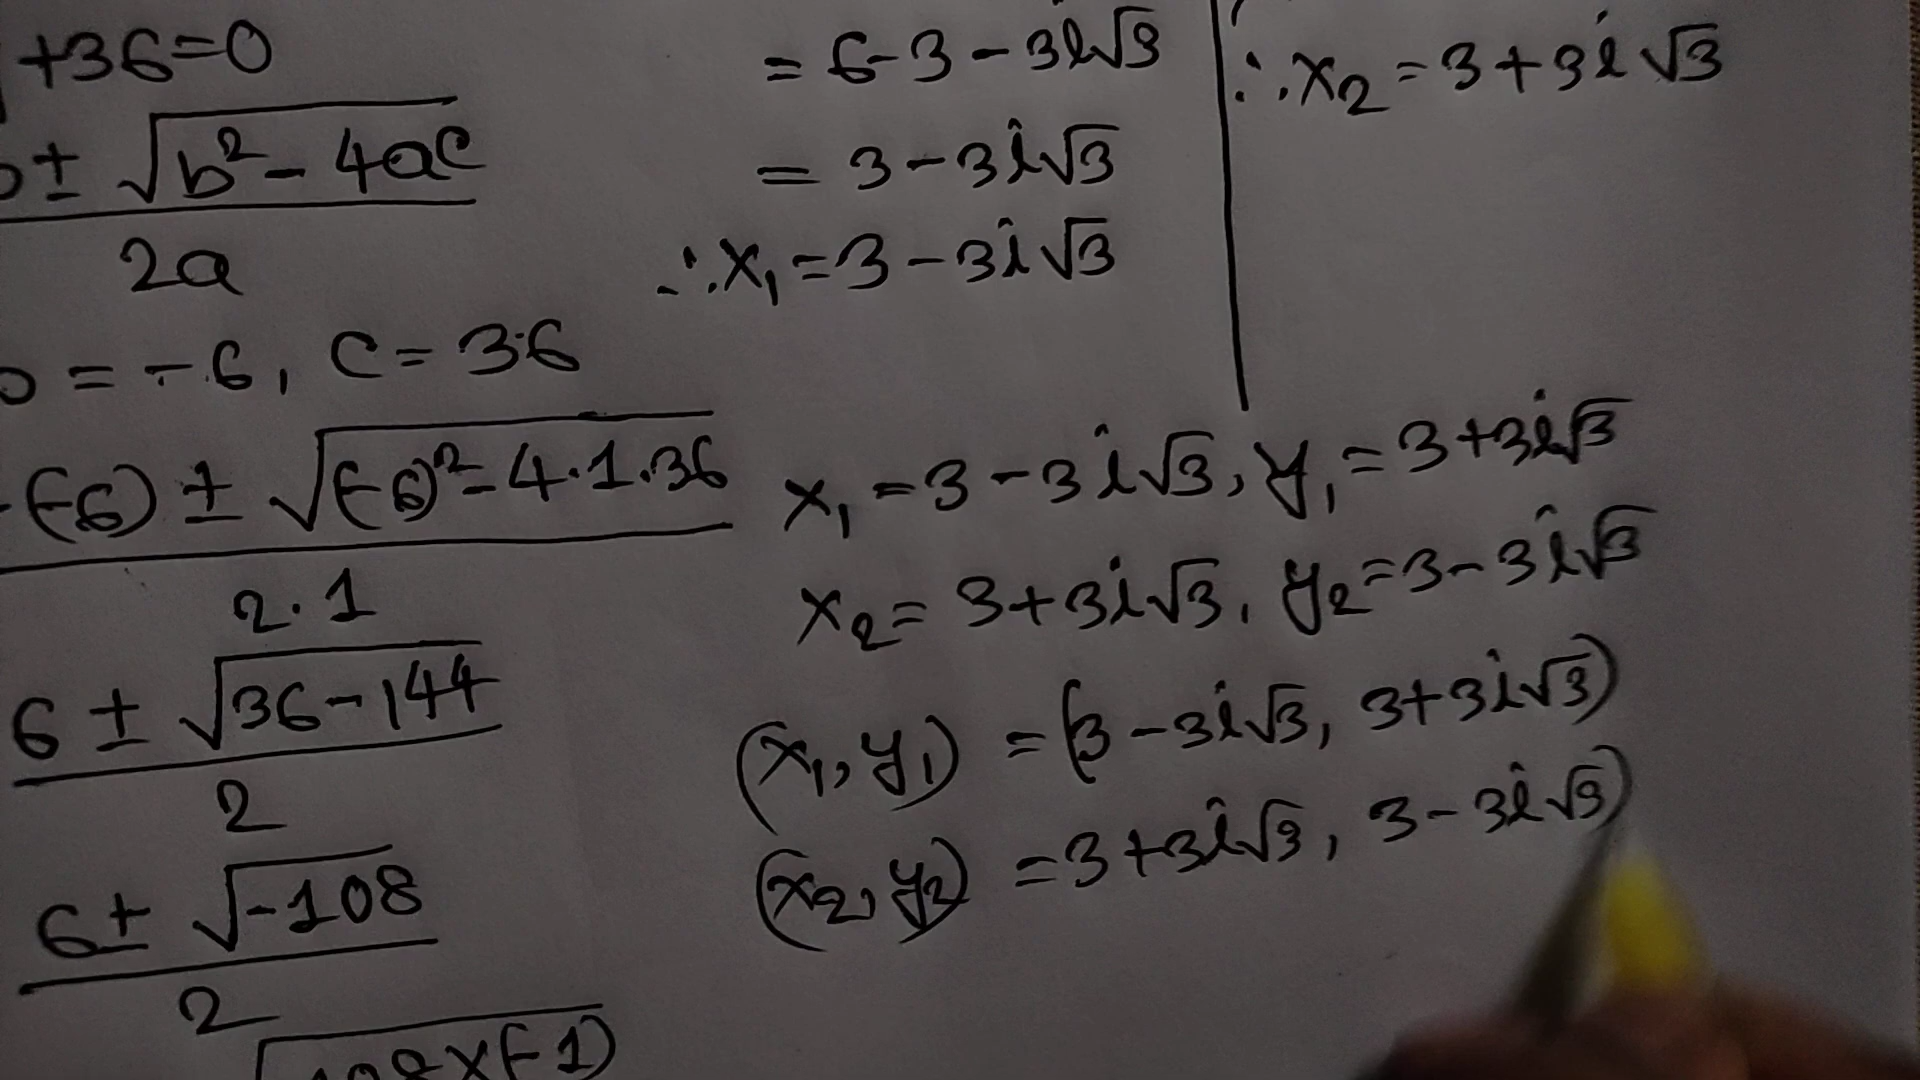 +36=0
± √b²-4ac
2a
= -6, C=36
-(-6) ± √(-6)²-4.1.36
2.1
6 ± √36-144
2
6 ± √-108
2
x(-1)
= 6-3-3i√3
= 3-3i√3
∴x₁=3-3i√3
∴x₂=3+3i√3
x₁=3-3i√3, y₁=3+3i√3
x₂=3+3i√3, y₂=3-3i√3
(x₁,y₁) =(3-3i√3, 3+3i√3)
(x₂,y₂) =3+3i√3, 3-3i√3)